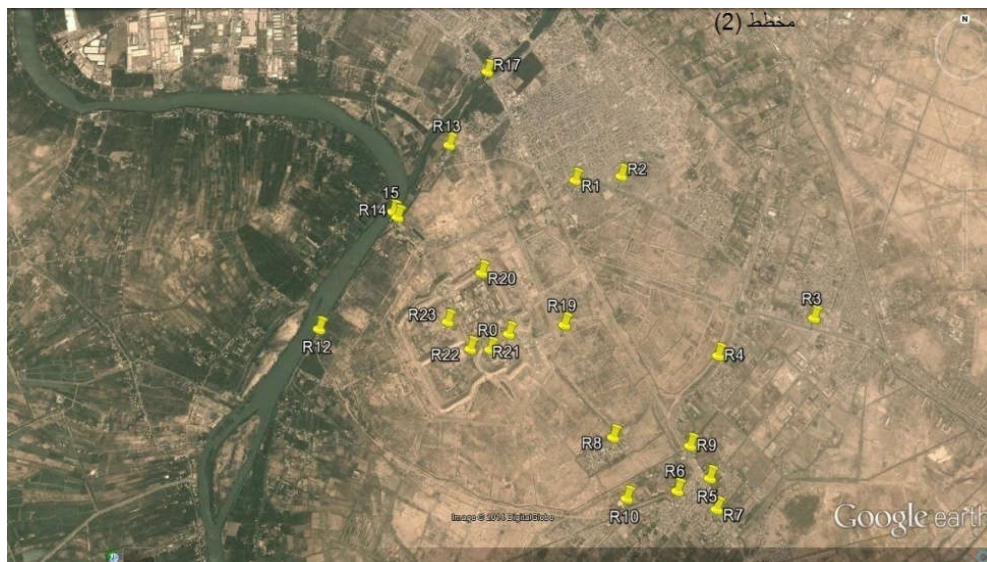 مخطط (2)
N
R17
R13
R2
R1
15
R14
R20
R3
R19
R23
R0
R12
R22
R21
R4
R8
R9
R6
R5
R10
R7
Image © 2014 DigitalGlobe
Google earth